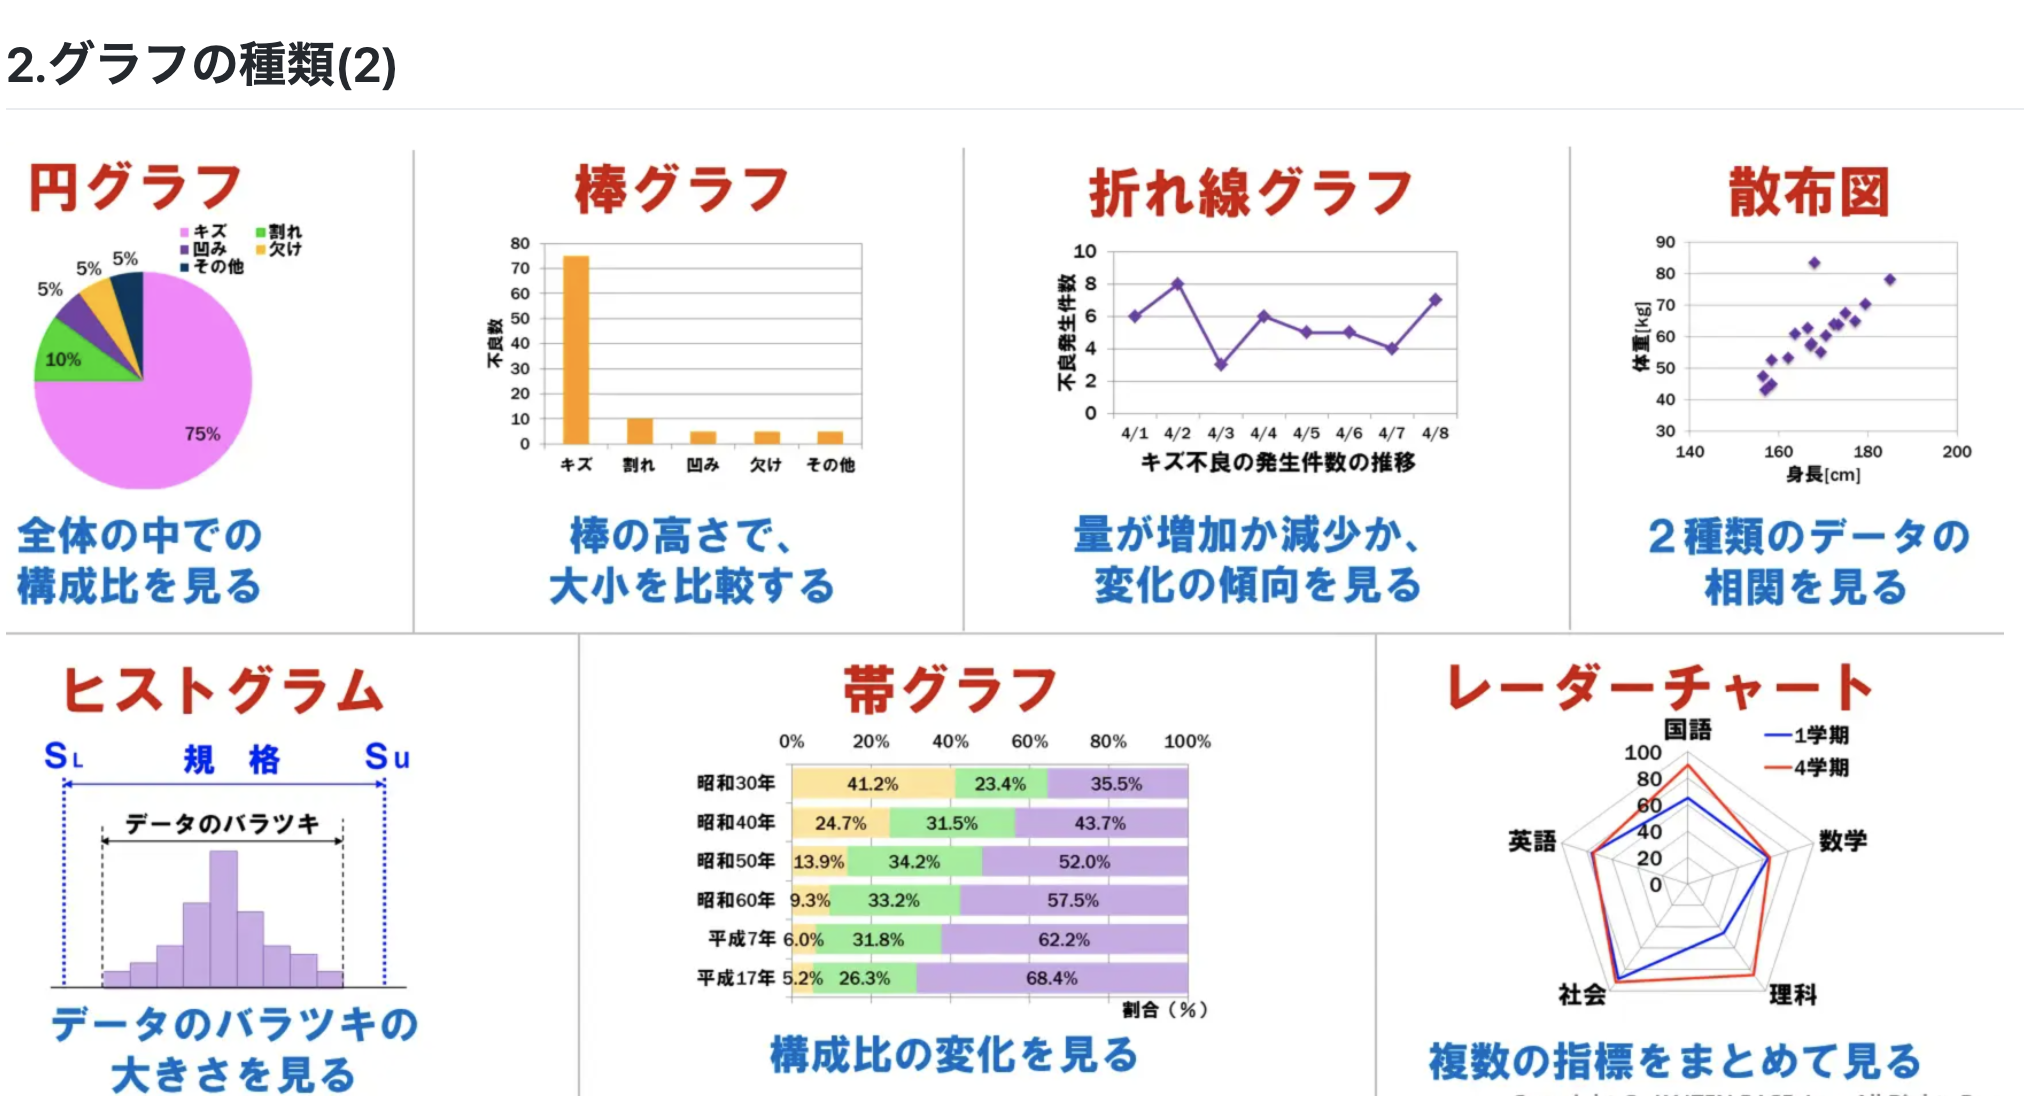 2.グラフの種類(2)
円グラフ
キズ 割れ
凹み 欠け
その他
5%
5%
5%
10%
75%
全体の中での
構成比を見る
棒グラフ
80
70
60
50
40
30
20
10
0
不良数
キズ 割れ 凹み 欠け その他
棒の高さで、
大小を比較する
折れ線グラフ
10
8
6
4
2
0
不良発生件数
4/1 4/2 4/3 4/4 4/5 4/6 4/7 4/8
キズ不良の発生件数の推移
量が増加か減少か、
変化の傾向を見る
散布図
90
80
70
60
50
40
30
体重[kg]
140 160 180 200
身長[cm]
2種類のデータの
相関を見る
ヒストグラム
SL 規 格 Su
データのバラツキ
データのバラツキの
大きさを見る
帯グラフ
0% 20% 40% 60% 80% 100%
昭和30年 41.2% 23.4% 35.5%
昭和40年 24.7% 31.5% 43.7%
昭和50年 13.9% 34.2% 52.0%
昭和60年 9.3% 33.2% 57.5%
平成7年 6.0% 31.8% 62.2%
平成17年 5.2% 26.3% 68.4%
割合(%)
構成比の変化を見る
レーダーチャート
国語
1学期
4学期
100
80
60
40
20
0
英語
数学
社会
理科
複数の指標をまとめて見る